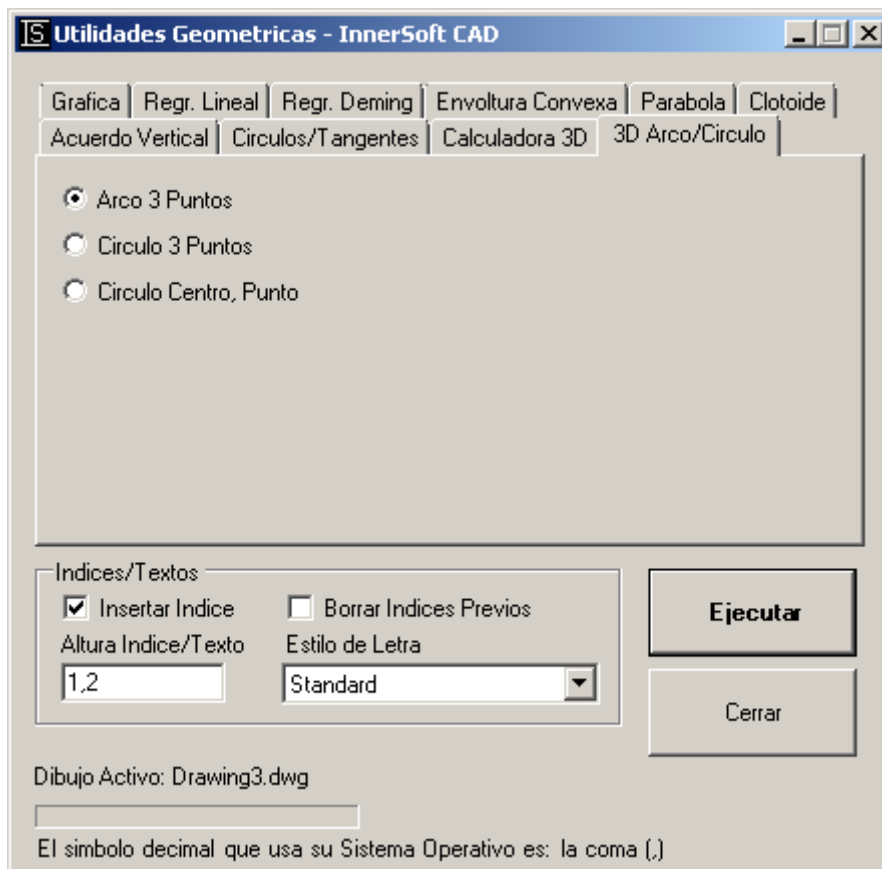 Utilidades Geometricas - InnerSoft CAD
Grafica Regr. Lineal Regr. Deming Envoltura Convexa Parabola Clotoide
Acuerdo Vertical Circulos/Tangentes Calculadora 3D 3D Arco/Circulo
Arco 3 Puntos
Circulo 3 Puntos
Circulo Centro, Punto
Indices/Textos
Insertar Indice Borrar Indices Previos
Altura Indice/Texto Estilo de Letra
1,2 Standard
Ejecutar
Cerrar
Dibujo Activo: Drawing3.dwg
El simbolo decimal que usa su Sistema Operativo es: la coma (,)